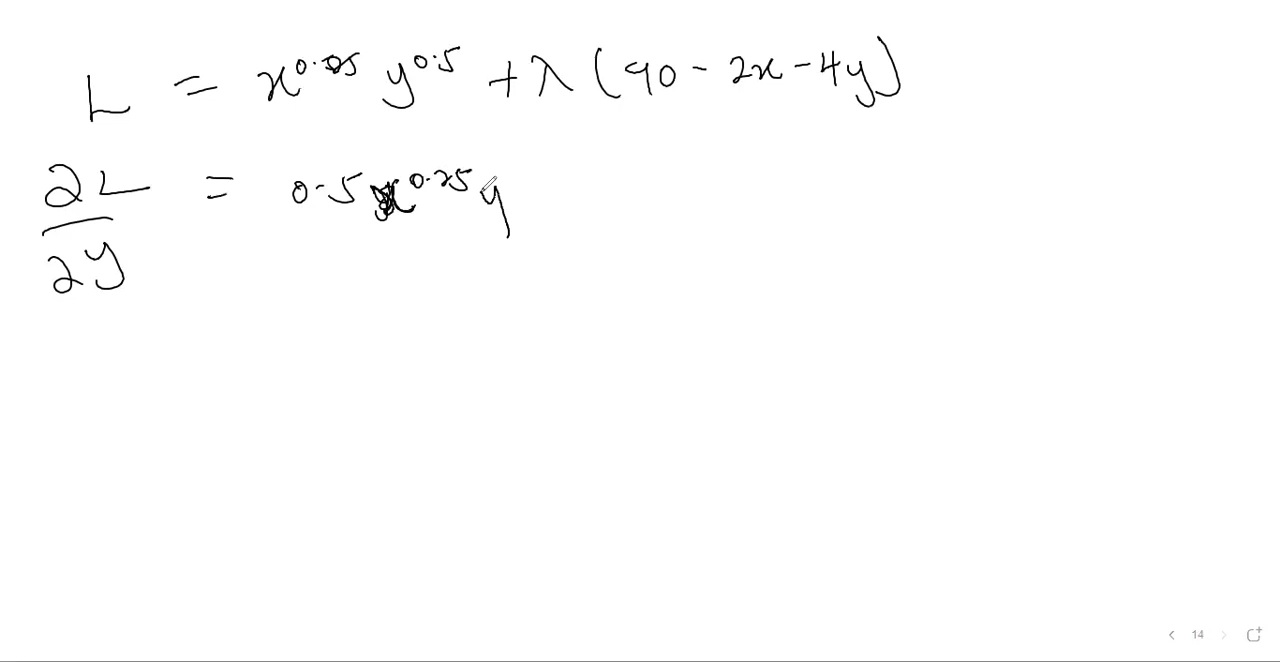 L = x^0.25 y^0.5 + λ (90 - 2x - 4y)
∂L/∂y = 0.5 x^0.25 y
14